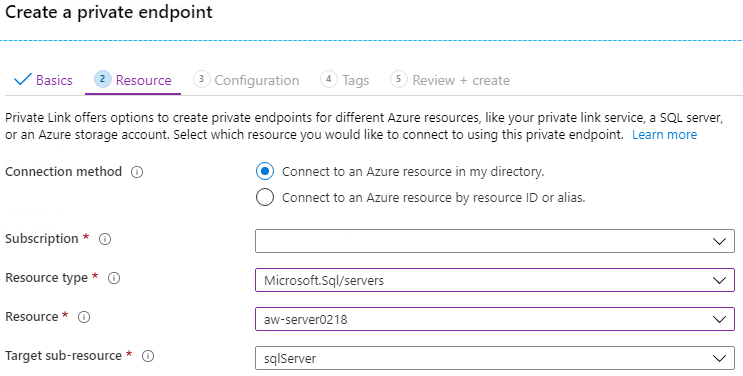 Create a private endpoint
Basics 2 Resource 3 Configuration 4 Tags 5 Review + create
Private Link offers options to create private endpoints for different Azure resources, like your private link service, a SQL server,
or an Azure storage account. Select which resource you would like to connect to using this private endpoint. Learn more
Connection method i Connect to an Azure resource in my directory.
Connect to an Azure resource by resource ID or alias.
Subscription * i
Resource type * i Microsoft.Sql/servers
Resource * i aw-server0218
Target sub-resource * i sqlServer